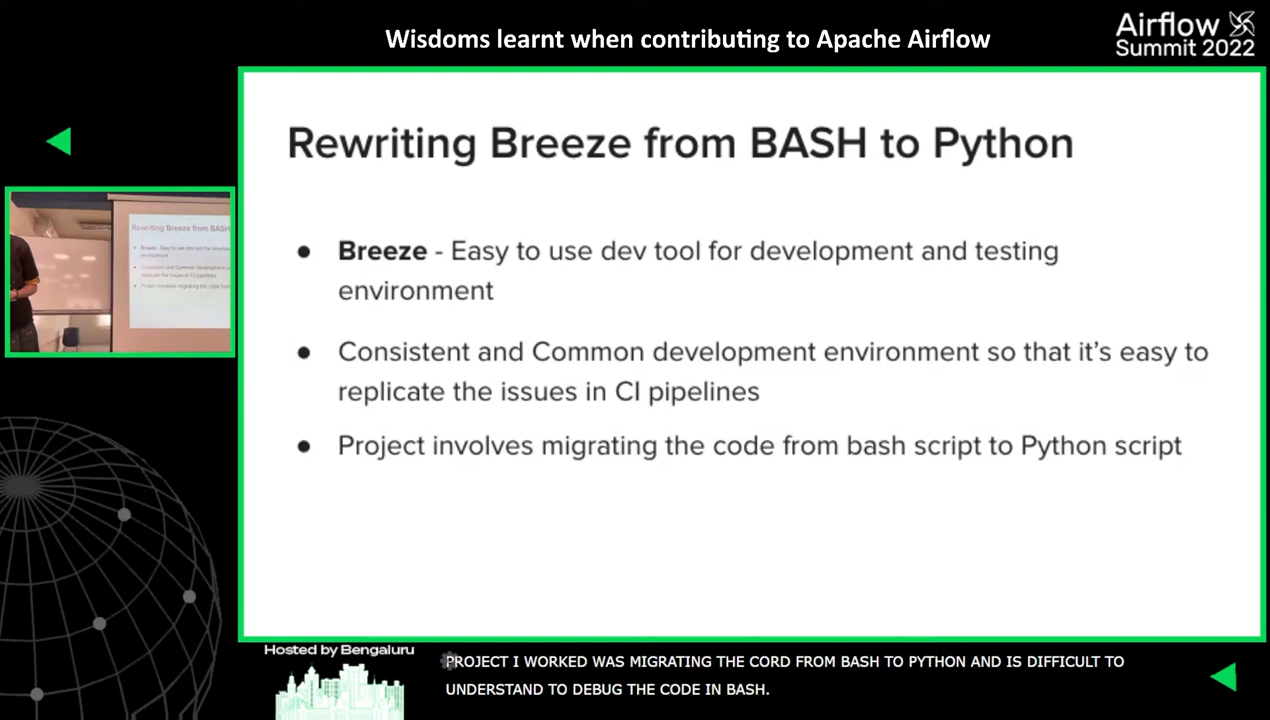 Wisdoms learnt when contributing to Apache Airflow
Airflow
Summit 2022
Rewriting Breeze from BASH to Python
● Breeze - Easy to use dev tool for development and testing
environment
● Consistent and Common development environment so that it's easy to
replicate the issues in CI pipelines
● Project involves migrating the code from bash script to Python script
Rewriting Breeze from BASH
Hosted by Bengaluru
PROJECT I WORKED WAS MIGRATING THE CORD FROM BASH TO PYTHON AND IS DIFFICULT TO
UNDERSTAND TO DEBUG THE CODE IN BASH.